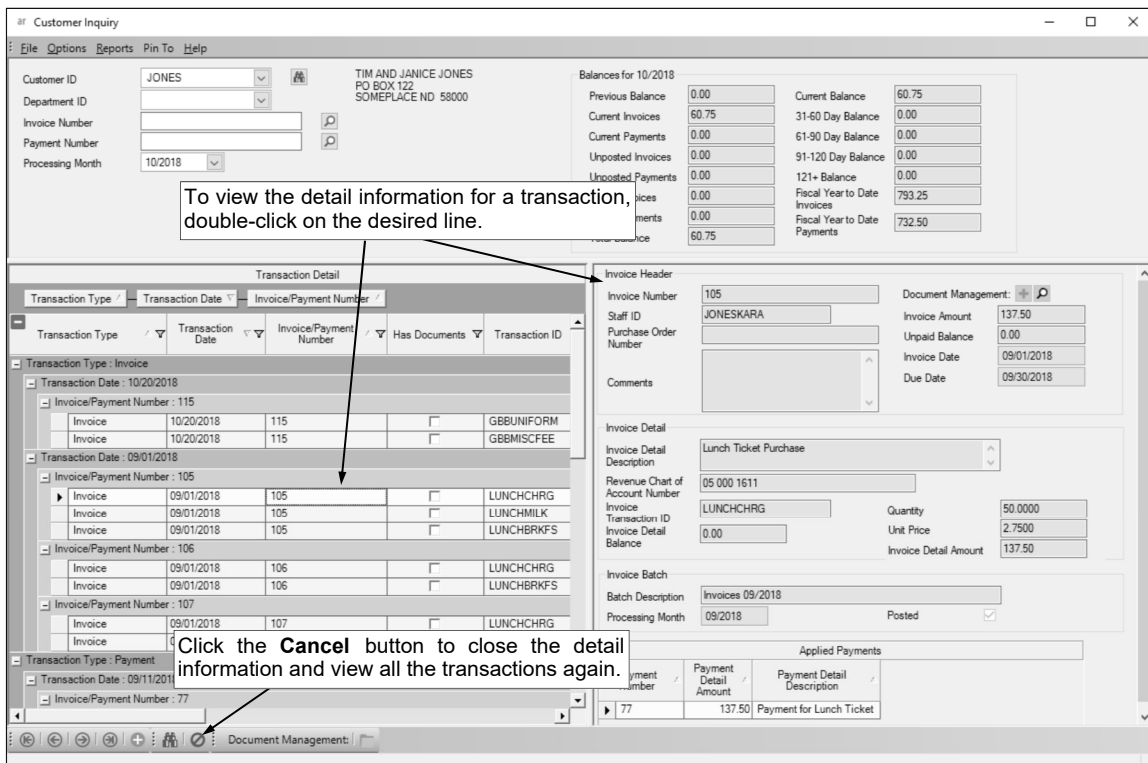 ar Customer Inquiry
File Options Reports Pin To Help
Customer ID JONES
Department ID
Invoice Number
Payment Number
Processing Month 10/2018
TIM AND JANICE JONES
PO BOX 122
SOMEPLACE ND 58000
Balances for 10/2018
Previous Balance 0.00 Current Balance 60.75
Current Invoices 60.75 31-60 Day Balance 0.00
Current Payments 0.00 61-90 Day Balance 0.00
Unposted Invoices 0.00 91-120 Day Balance 0.00
Unposted Payments 0.00 121+ Balance 0.00
0.00 Fiscal Year to Date Invoices 793.25
0.00 Fiscal Year to Date Payments 732.50
60.75
To view the detail information for a transaction,
double-click on the desired line.
Transaction Detail
Transaction Type Transaction Date Invoice/Payment Number
Transaction Type Transaction Date Invoice/Payment Number Has Documents Transaction ID
Transaction Type : Invoice
Transaction Date : 10/20/2018
Invoice/Payment Number : 115
Invoice 10/20/2018 115 GBBUNIFORM
Invoice 10/20/2018 115 GBBMISCFEE
Transaction Date : 09/01/2018
Invoice/Payment Number : 105
Invoice 09/01/2018 105 LUNCHCHRG
Invoice 09/01/2018 105 LUNCHMILK
Invoice 09/01/2018 105 LUNCHBRKFS
Invoice/Payment Number : 106
Invoice 09/01/2018 106 LUNCHCHRG
Invoice 09/01/2018 106 LUNCHBRKFS
Invoice/Payment Number : 107
Invoice 09/01/2018 107 LUNCHCHRG
Invoice
Transaction Type : Payment
Transaction Date : 09/11/2018
Invoice/Payment Number : 77
Click the Cancel button to close the detail
information and view all the transactions again.
Document Management:
Invoice Header
Invoice Number 105 Document Management:
Staff ID JONESKARA Invoice Amount 137.50
Purchase Order Number Unpaid Balance 0.00
Invoice Date 09/01/2018
Comments Due Date 09/30/2018
Invoice Detail
Invoice Detail Description Lunch Ticket Purchase
Revenue Chart of Account Number 05 000 1611
Invoice Transaction ID LUNCHCHRG Quantity 50.0000
Invoice Detail Balance 0.00 Unit Price 2.7500
Invoice Detail Amount 137.50
Invoice Batch
Batch Description Invoices 09/2018
Processing Month 09/2018 Posted
Applied Payments
Payment Detail Amount Payment Detail Description
77 137.50 Payment for Lunch Ticket